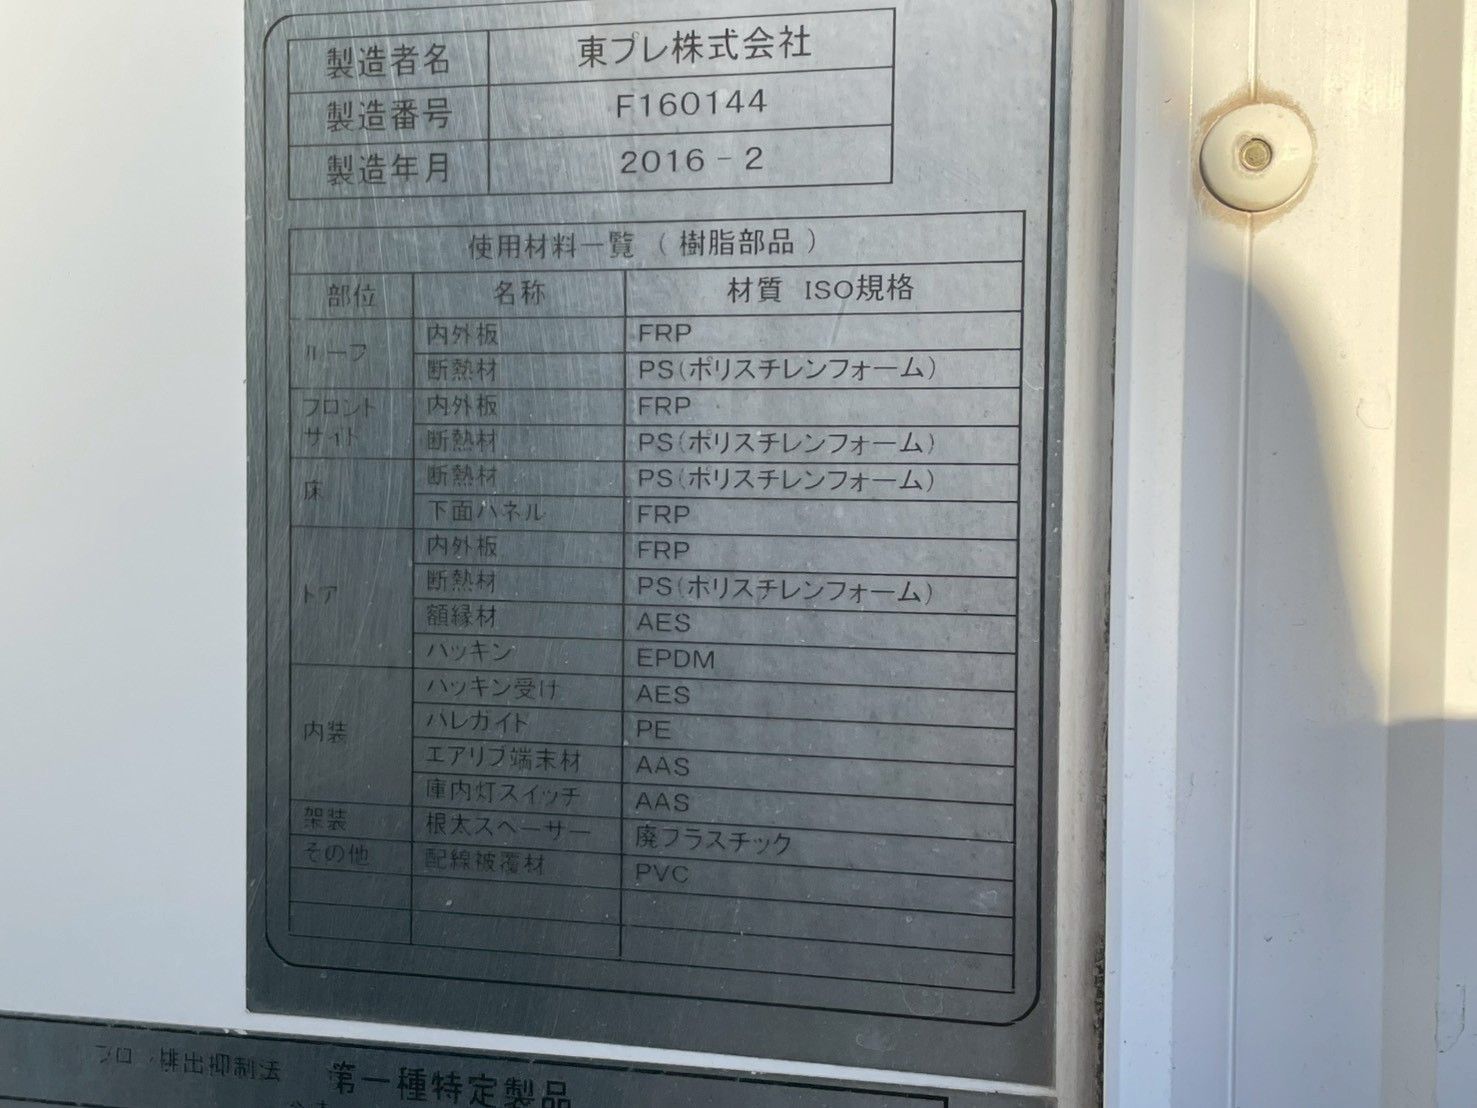 製造者名 東プレ株式会社
製造番号 F160144
製造年月 2016-2
使用材料一覧（樹脂部品）
部位 名称 材質 ISO規格
ルーフ 内外板 FRP
断熱材 PS(ポリスチレンフォーム)
フロント サイド 内外板 FRP
断熱材 PS(ポリスチレンフォーム)
床 断熱材 PS(ポリスチレンフォーム)
下面パネル FRP
ドア 内外板 FRP
断熱材 PS(ポリスチレンフォーム)
額縁材 AES
パッキン EPDM
内装 パッキン受け AES
バレガイド PE
エアリブ端末材 AAS
庫内灯スイッチ AAS
架装 根太スペーサー 廃プラスチック
その他 配線被覆材 PVC
フロン排出抑制法 第一種特定製品